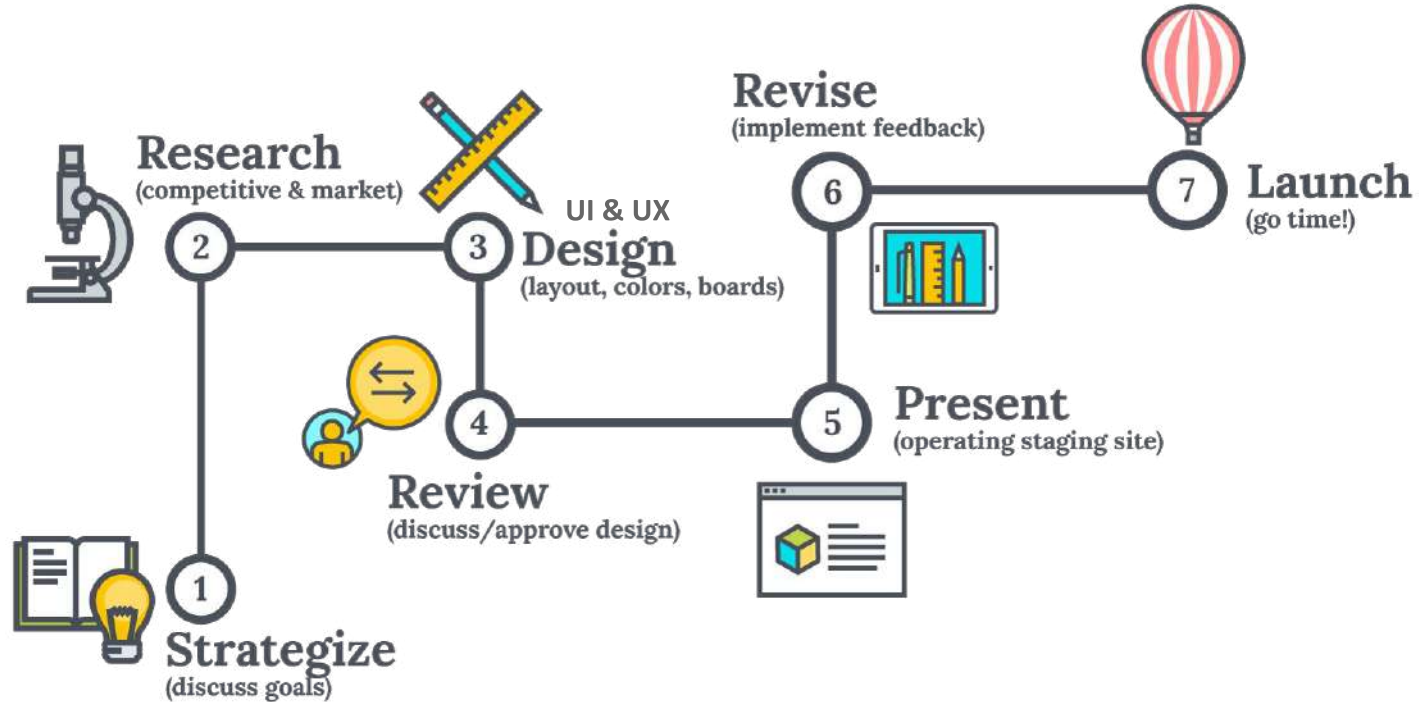 1
Strategize
(discuss goals)
2
Research
(competitive & market)
3
UI & UX
Design
(layout, colors, boards)
4
Review
(discuss/approve design)
5
Present
(operating staging site)
6
Revise
(implement feedback)
7
Launch
(go time!)